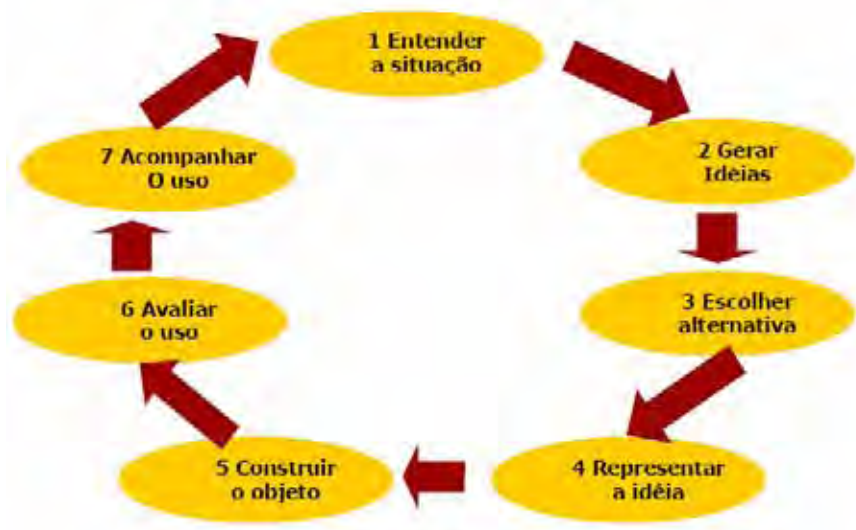 1 Entender
a situação
2 Gerar
Idéias
3 Escolher
alternativa
4 Representar
a idéia
5 Construir
o objeto
6 Avaliar
o uso
7 Acompanhar
O uso